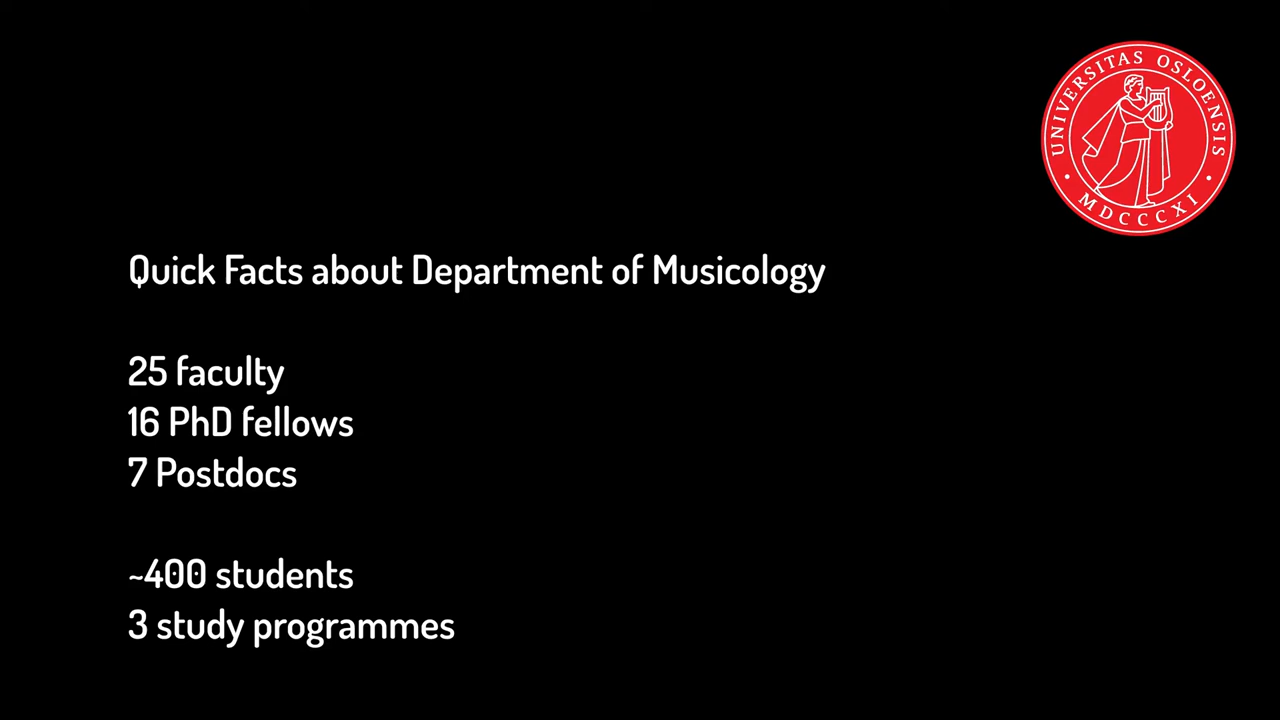 UNIVERSITAS OSLOENSIS
MDCCCXI
Quick Facts about Department of Musicology
25 faculty
16 PhD fellows
7 Postdocs
~400 students
3 study programmes